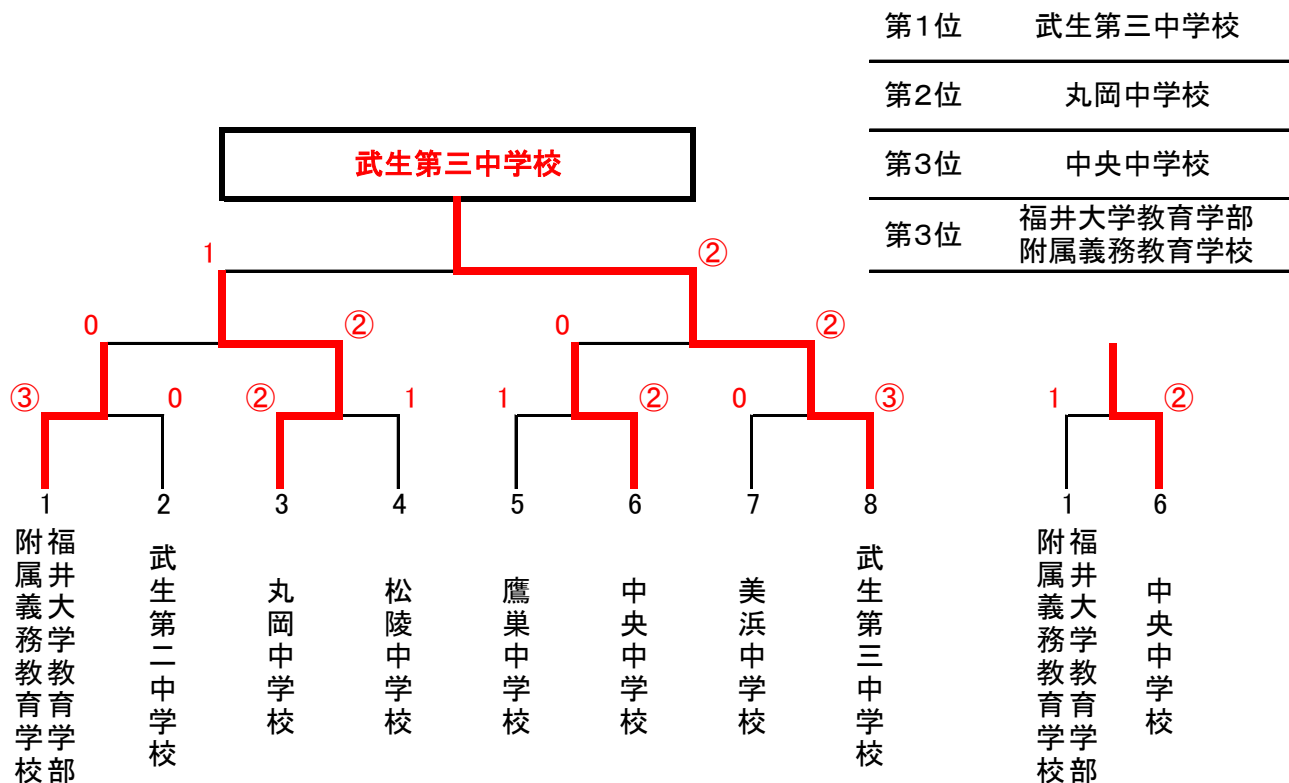 第1位 武生第三中学校
第2位 丸岡中学校
第3位 中央中学校
第3位 福井大学教育学部
附属義務教育学校
武生第三中学校
1 ②
0 ② 0 ②
③ 0 ② 1 1 ② 0 ③ 1 ②
1 2 3 4 5 6 7 8 1 6
福井大学教育学部
附属義務教育学校
武生第二中学校
丸岡中学校
松陵中学校
鷹巣中学校
中央中学校
美浜中学校
武生第三中学校
福井大学教育学部
附属義務教育学校
中央中学校